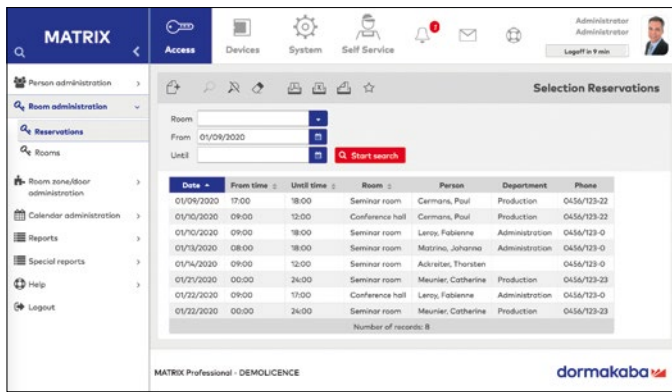 MATRIX
Access
Devices
System
Self Service
1
Administrator
Administrator
Logoff in 9 min
Person administration
Room administration
Reservations
Rooms
Room zone/door
administration
Calendar administration
Reports
Special reports
Help
Logout
Selection Reservations
Room
From 01/09/2020
Until
Start search
Date From time Until time Room Person Department Phone
01/09/2020 17:00 18:00 Seminar room Cermans, Paul Production 0456/123-22
01/10/2020 09:00 12:00 Conference hall Cermans, Paul Production 0456/123-22
01/10/2020 09:00 18:00 Seminar room Leroy, Fabienne Administration 0456/123-0
01/13/2020 08:00 18:00 Seminar room Matrino, Johanna Administration 0456/123-0
01/14/2020 09:00 12:00 Seminar room Ackreiter, Thorsten 0456/123-0
01/21/2020 00:00 24:00 Seminar room Meunier, Catherine Production 0456/123-23
01/22/2020 09:00 17:00 Conference hall Leroy, Fabienne Administration 0456/123-0
01/22/2020 00:00 24:00 Seminar room Meunier, Catherine Production 0456/123-23
Number of records: 8
MATRIX Professional - DEMOLICENCE
dormakaba